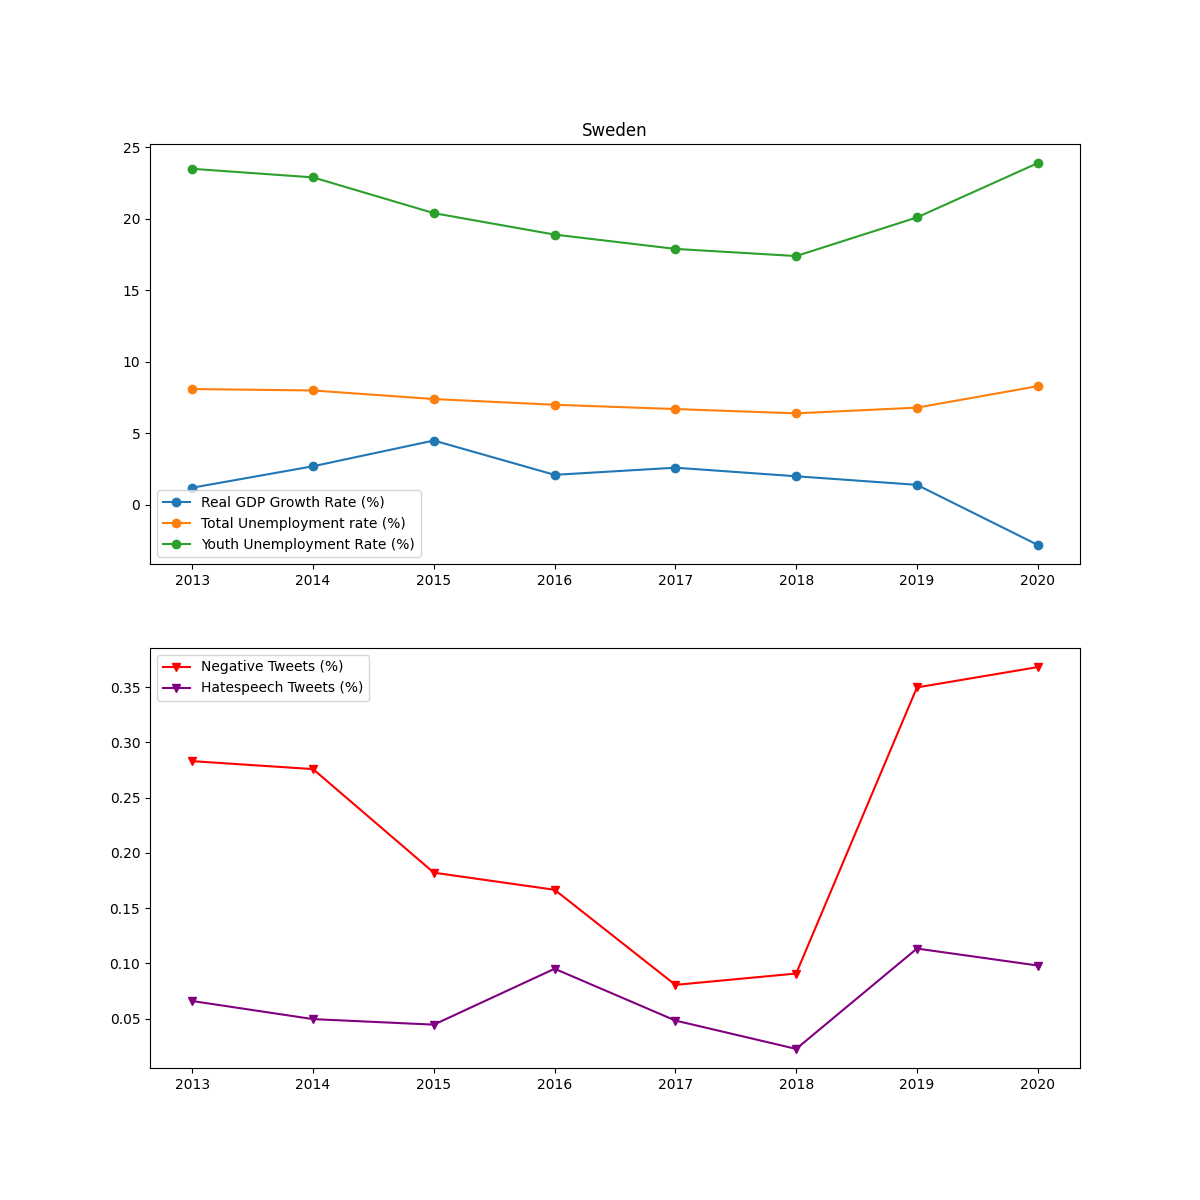 Sweden
25
20
15
10
5
0
Real GDP Growth Rate (%)
Total Unemployment rate (%)
Youth Unemployment Rate (%)
2013 2014 2015 2016 2017 2018 2019 2020
Negative Tweets (%)
Hatespeech Tweets (%)
0.35
0.30
0.25
0.20
0.15
0.10
0.05
2013 2014 2015 2016 2017 2018 2019 2020